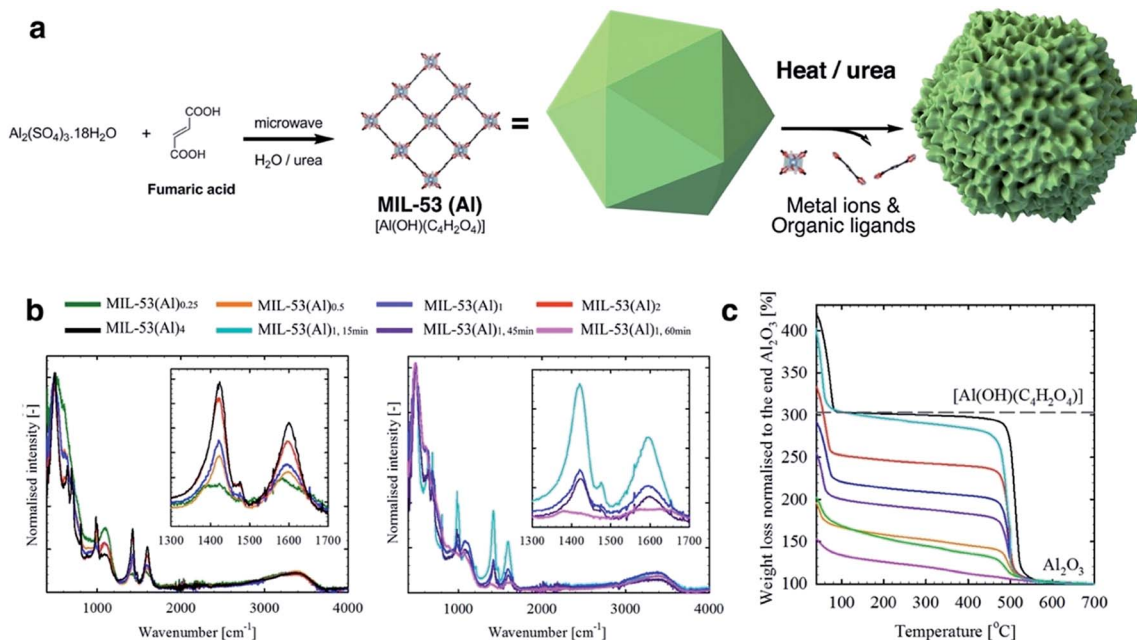 a
Al₂(SO₄)₃.18H₂O + COOH COOH
Fumaric acid
microwave
H₂O / urea
MIL-53 (Al)
[Al(OH)(C₄H₂O₄)]
=
Heat / urea
Metal ions &
Organic ligands
b
MIL-53(Al)0.25 MIL-53(Al)0.5 MIL-53(Al)1 MIL-53(Al)2
MIL-53(Al)4 MIL-53(Al)1, 15min MIL-53(Al)1, 45min MIL-53(Al)1, 60min
Normalised intensity [-]
1300 1400 1500 1600 1700
1000 2000 3000 4000
Wavenumber [cm⁻¹]
Normalised intensity [-]
1300 1400 1500 1600 1700
1000 2000 3000 4000
Wavenumber [cm⁻¹]
c
Weight loss normalised to the end Al₂O₃ [%]
400
350
300
250
200
150
100
[Al(OH)(C₄H₂O₄)]
Al₂O₃
100 200 300 400 500 600 700
Temperature [°C]